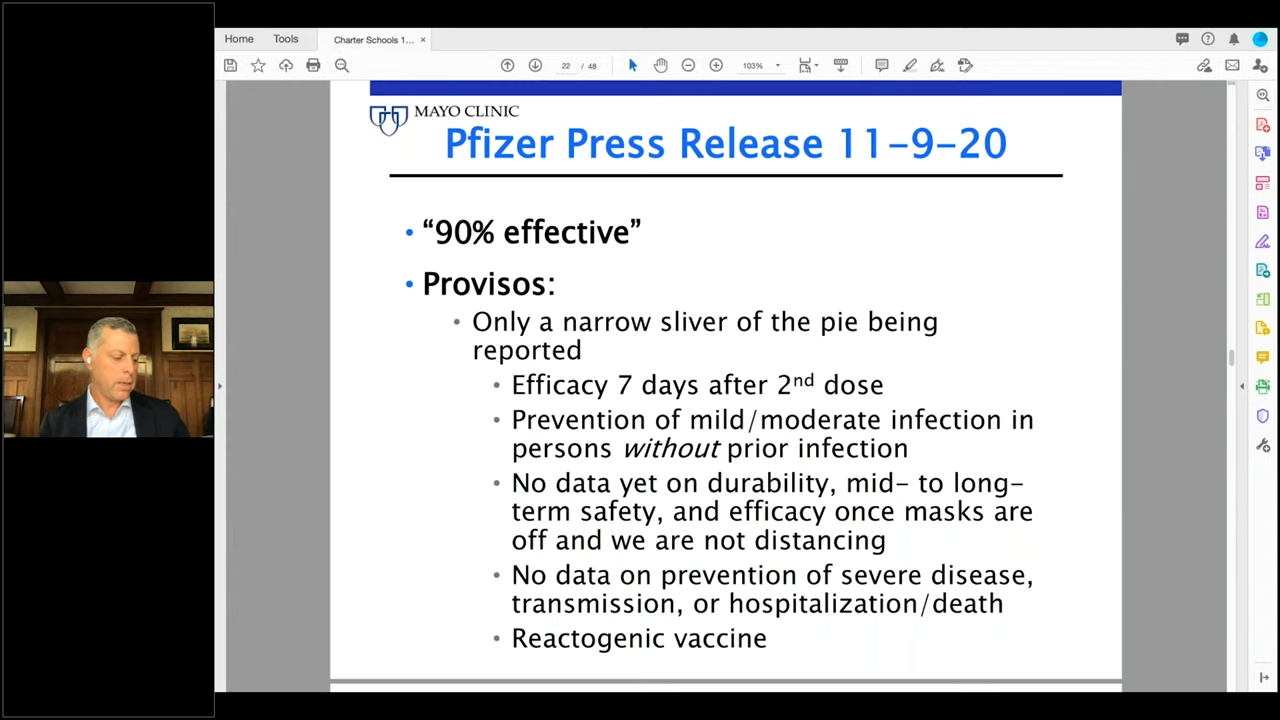 Home Tools Charter Schools 1... ×
22 / 48 103%
MAYO CLINIC
Pfizer Press Release 11-9-20
• “90% effective”
• Provisos:
• Only a narrow sliver of the pie being
reported
• Efficacy 7 days after 2nd dose
• Prevention of mild/moderate infection in
persons without prior infection
• No data yet on durability, mid- to long-
term safety, and efficacy once masks are
off and we are not distancing
• No data on prevention of severe disease,
transmission, or hospitalization/death
• Reactogenic vaccine